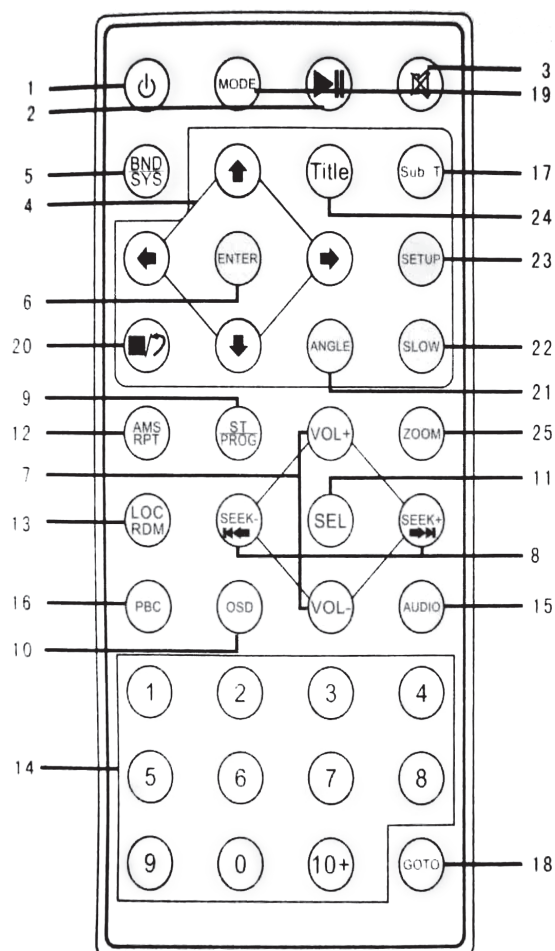 1 MODE 3
2 19
5 BND SYS Title Sub T 17
4 24
ENTER SETUP 23
6
20 ANGLE SLOW 22
9 21
12 AMS RPT ST PROG VOL+ ZOOM 25
7 11
13 LOC RDM SEEK- SEL SEEK+
8
16 PBC OSD VOL- AUDIO 15
10
1 2 3 4
14 5 6 7 8
9 0 10+ GOTO 18